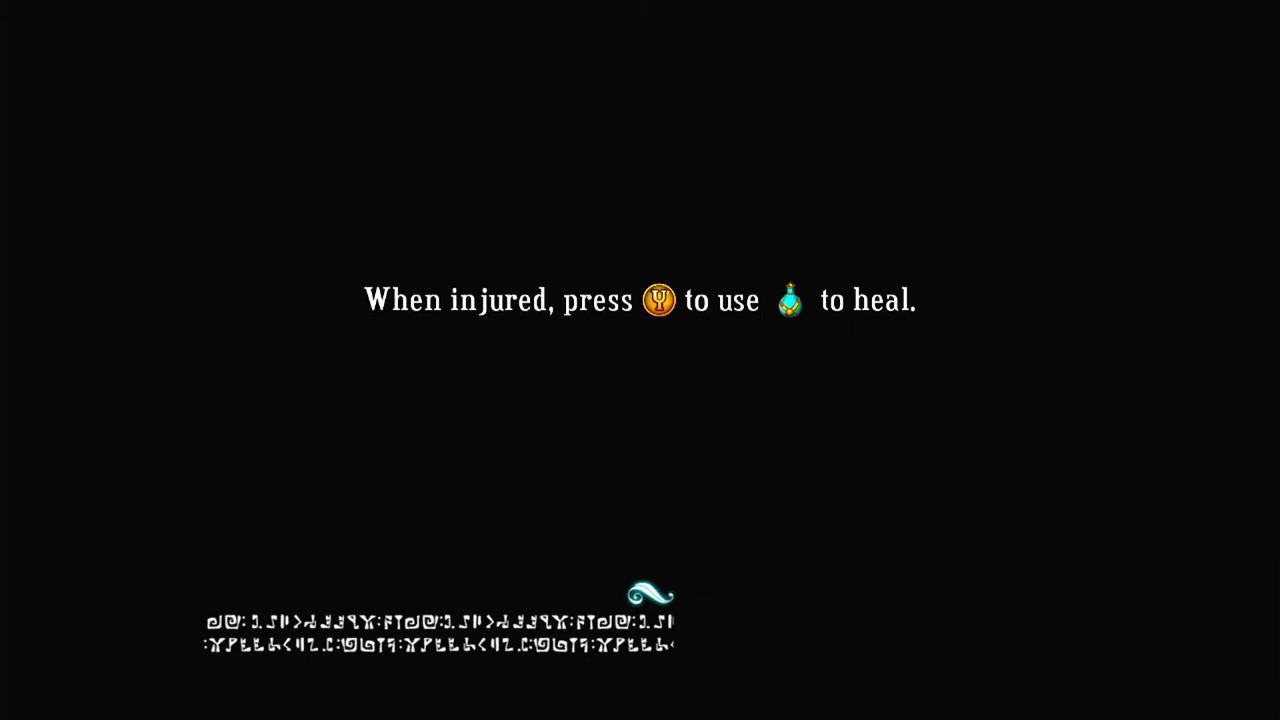 When injured, press Y to use to heal.